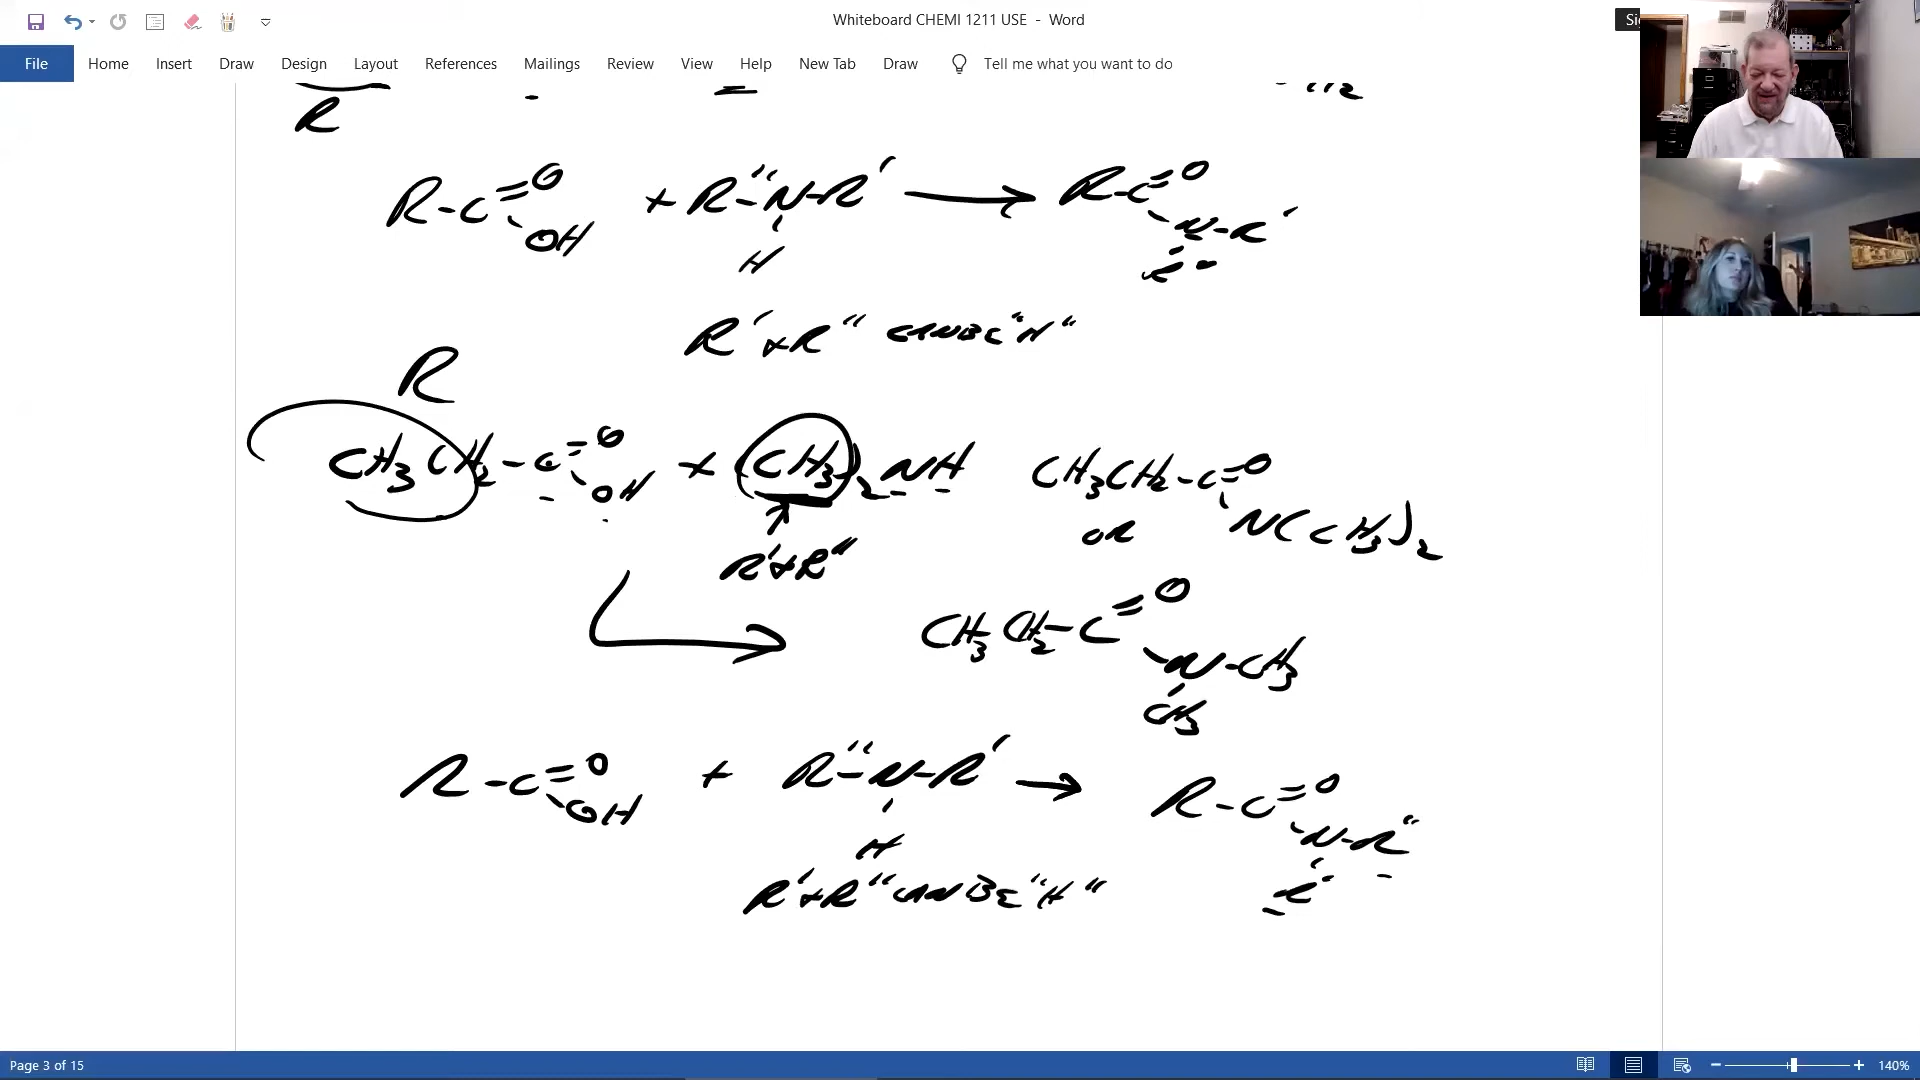 Whiteboard CHEMI 1211 USE - Word
File Home Insert Draw Design Layout References Mailings Review View Help New Tab Draw Tell me what you want to do
R
R-C=O
OH
+ R"-N-R'
H
→ R-C=O
N-R'
R"
R' + R" CAN BE "H"
R
CH3CH2-C=O
OH
+ (CH3)2NH
R' + R"
CH3CH2-C=O
N(CH3)2
OR
CH3CH2-C=O
N-CH3
CH3
R-C=O
OH
+ R"-N-R'
H
→ R-C=O
N-R"
R'
R' + R" CAN BE "H"
Page 3 of 15
140%